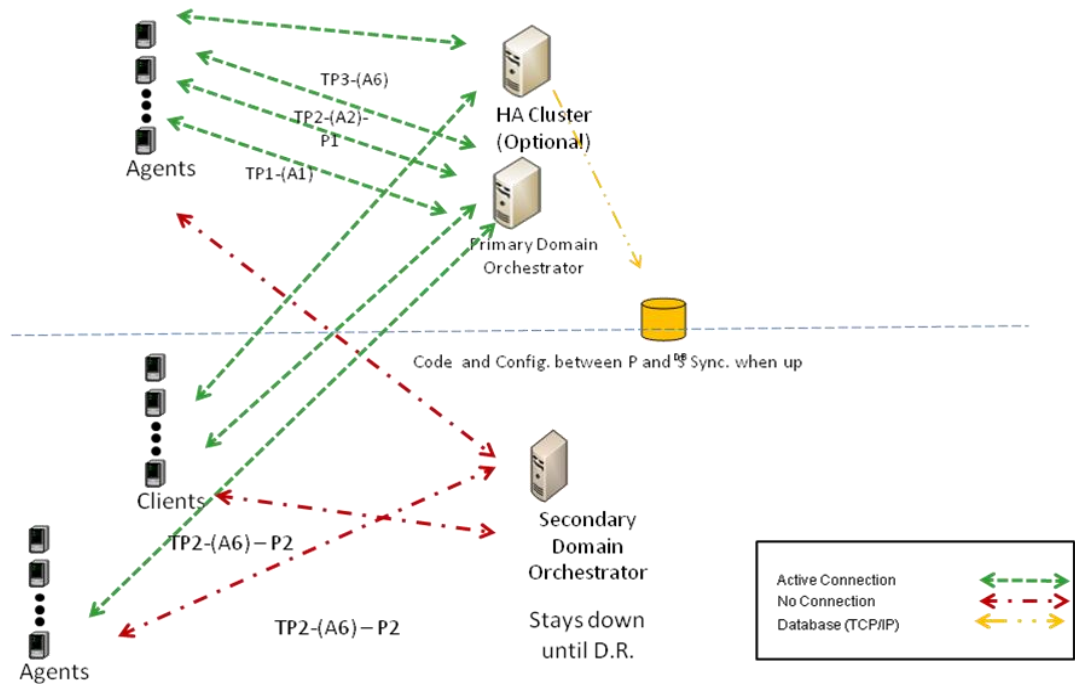 TP3-(A6)
TP2-(A2)-
P1
TP1-(A1)
Agents
HA Cluster
(Optional)
Primary Domain
Orchestrator
DB
Code and Config. between P and S Sync. when up
Clients
TP2-(A6) – P2
Secondary
Domain
Orchestrator
Stays down
until D.R.
TP2-(A6) – P2
Agents
Active Connection
No Connection
Database (TCP/IP)